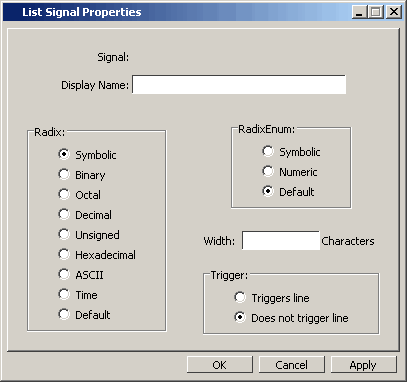 List Signal Properties
Signal:
Display Name:
Radix:
Symbolic
Binary
Octal
Decimal
Unsigned
Hexadecimal
ASCII
Time
Default
RadixEnum:
Symbolic
Numeric
Default
Width: Characters
Trigger:
Triggers line
Does not trigger line
OK Cancel Apply